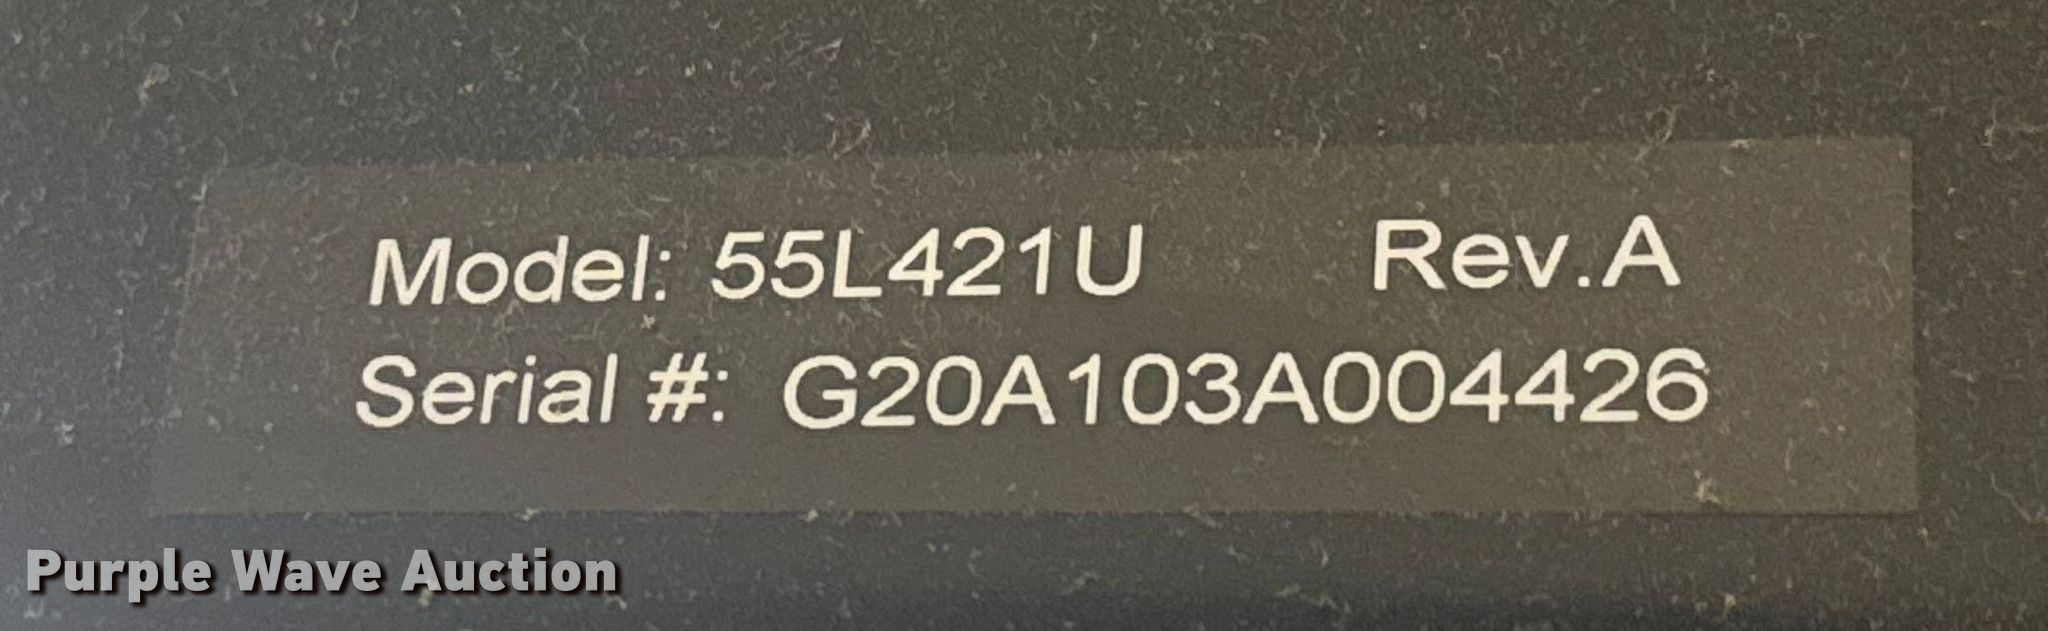 Model: 55L421U Rev.A
Serial #: G20A103A004426
Purple Wave Auction